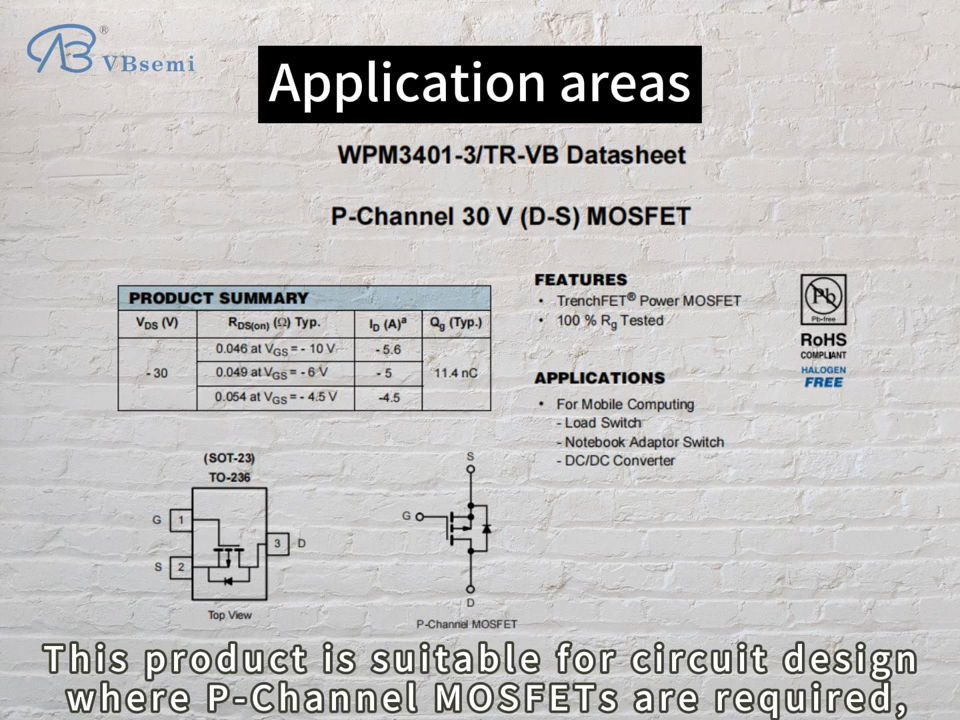 VBsemi
®
Application areas
WPM3401-3/TR-VB Datasheet
P-Channel 30 V (D-S) MOSFET
PRODUCT SUMMARY
VDS (V) RDS(on) (Ω) Typ. ID (A)a Qg (Typ.)
- 30
0.046 at VGS = - 10 V - 5.6
0.049 at VGS = - 6 V - 5
0.054 at VGS = - 4.5 V -4.5
11.4 nC
FEATURES
• TrenchFET® Power MOSFET
• 100 % Rg Tested
APPLICATIONS
• For Mobile Computing
- Load Switch
- Notebook Adaptor Switch
- DC/DC Converter
Pb
Pb-free
RoHS
COMPLIANT
HALOGEN
FREE
(SOT-23)
TO-236
G 1
S 2
3 D
Top View
S
G
D
P-Channel MOSFET
This product is suitable for circuit design
where P-Channel MOSFETs are required,